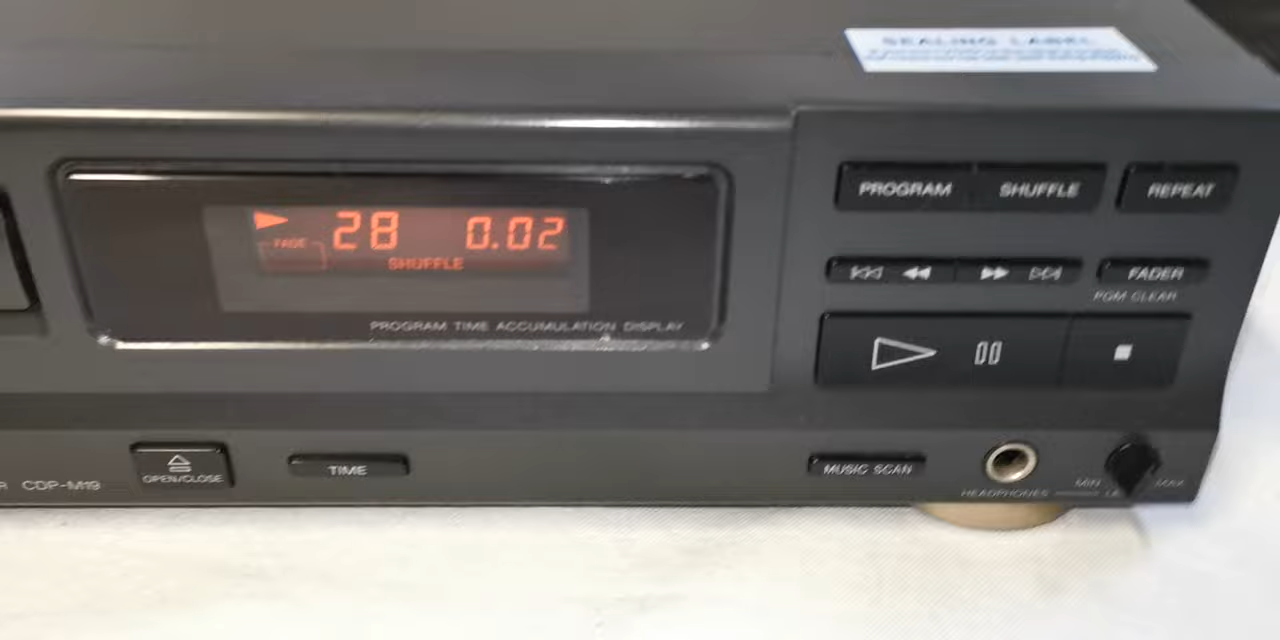 SEALING LABEL
PROGRAM SHUFFLE REPEAT
28 0.02
FADE
SHUFFLE
FADER
PGM CLEAR
PROGRAM TIME ACCUMULATION DISPLAY
OPEN/CLOSE
TIME
MUSIC SCAN
CDP-M19
HEADPHONES
MIN
MAX